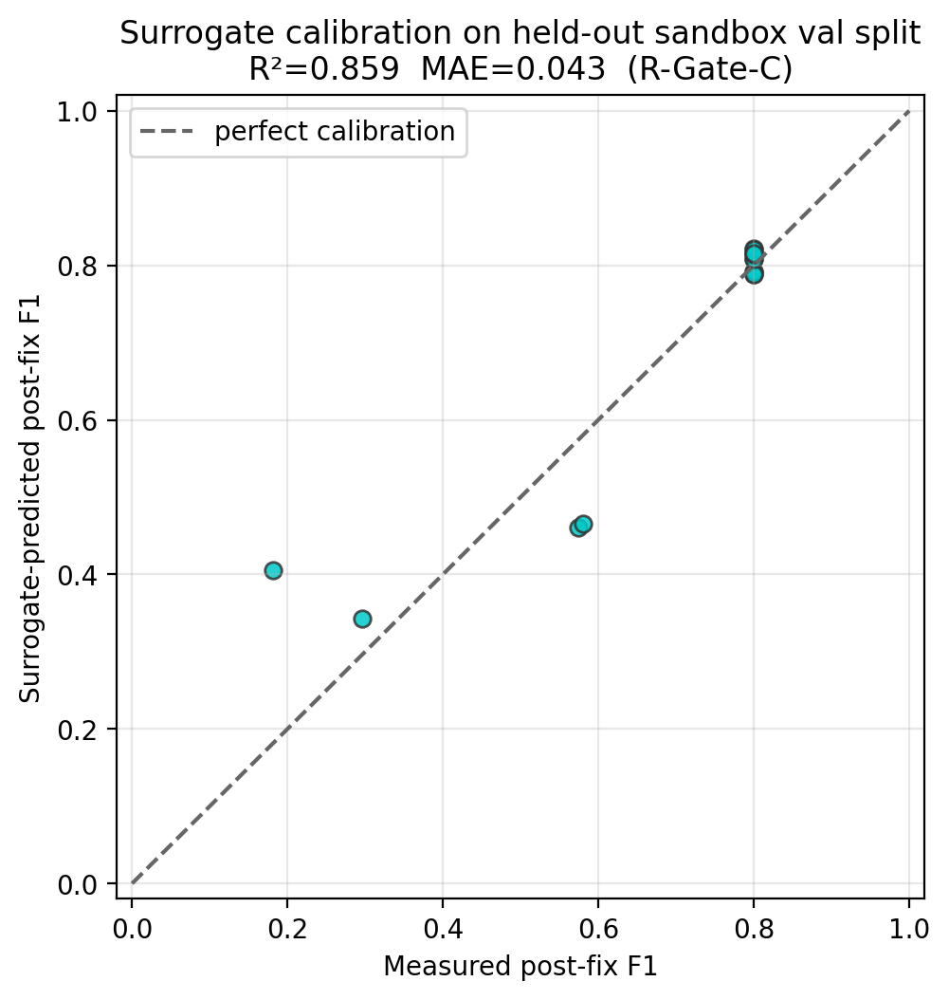 Surrogate calibration on held-out sandbox val split
R²=0.859  MAE=0.043  (R-Gate-C)
perfect calibration
Surrogate-predicted post-fix F1
1.0
0.8
0.6
0.4
0.2
0.0
0.0 0.2 0.4 0.6 0.8 1.0
Measured post-fix F1